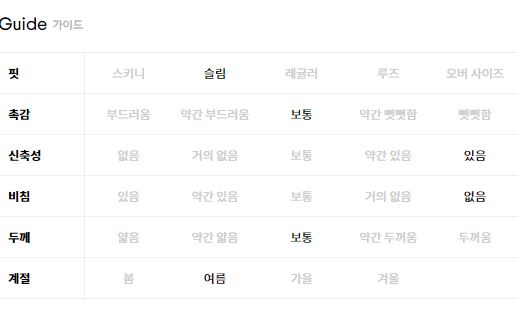 Guide 가이드
핏 스키니 슬림 레귤러 루즈 오버 사이즈
촉감 부드러움 약간 부드러움 보통 약간 뻣뻣함 뻣뻣함
신축성 없음 거의 없음 보통 약간 있음 있음
비침 있음 약간 있음 보통 거의 없음 없음
두께 얇음 약간 얇음 보통 약간 두꺼움 두꺼움
계절 봄 여름 가을 겨울